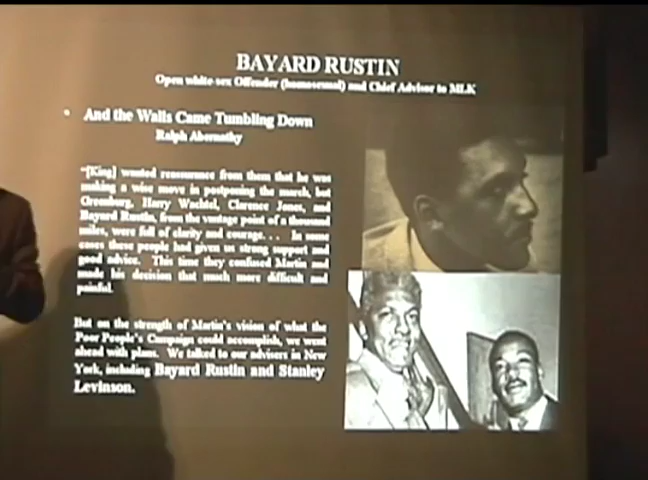 BAYARD RUSTIN
Open white-sex Offender (homosexual) and Chief Advisor to MLK
• And the Walls Came Tumbling Down
Ralph Abernathy
"[King] wanted reassurance from them that he was
making a wise move in postponing the march, but
Greenburg, Harry Wachtel, Clarence Jones, and
Bayard Rustin, from the vantage point of a thousand
miles, were full of clarity and courage. . . In some
cases these people had given us strong support and
good advice. This time they confused Martin and
made his decision that much more difficult and
painful.
But on the strength of Martin's vision of what the
Poor People's Campaign could accomplish, we went
ahead with plans. We talked to our advisers in New
York, including Bayard Rustin and Stanley
Levinson.